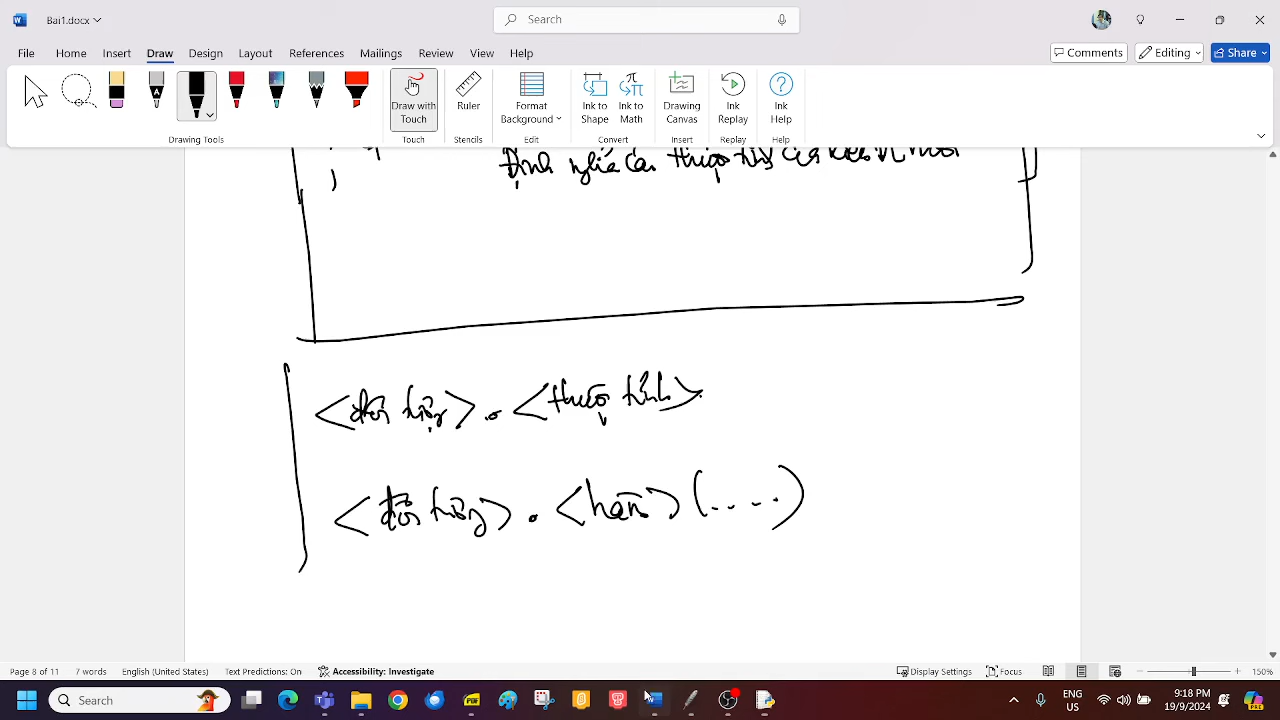 Bai1.docx
Search
File Home Insert Draw Design Layout References Mailings Review View Help
Comments Editing Share
Draw with Touch
Ruler
Format Background
Ink to Shape
Ink to Math
Drawing Canvas
Ink Replay
Ink Help
Drawing Tools Touch Stencils Edit Convert Insert Replay Help
Định nghĩa các thuộc tính của
<đối tượng>.<thuộc tính>
<đối tượng>.<hàm>(....)
Page 8 of 11 7 words English (United States) Text Predictions: On Accessibility: Investigate Display Settings Focus 150%
Search
ENG
US
9:18 PM
19/9/2024